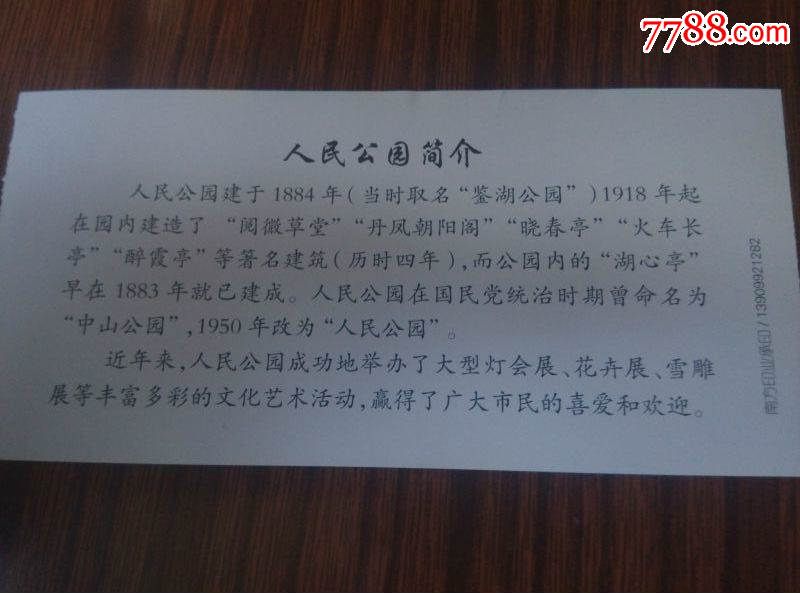 7788.com
人民公园简介
人民公园建于1884年(当时取名“鉴湖公园”)1918年起
在园内建造了 “阅微草堂”“丹凤朝阳阁”“晓春亭”“火车长
亭”“醉霞亭”等著名建筑(历时四年),而公园内的“湖心亭”
早在1883年就已建成。人民公园在国民党统治时期曾命名为
“中山公园”,1950年改为“人民公园”。
近年来,人民公园成功地举办了大型灯会展、花卉展、雪雕
展等丰富多彩的文化艺术活动,赢得了广大市民的喜爱和欢迎。
南方印业承印/13909921282